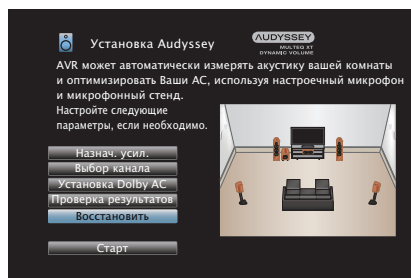 Установка Audyssey
AUDYSSEY
MULTEQ XT
DYNAMIC VOLUME
AVR может автоматически измерять акустику вашей комнаты
и оптимизировать Ваши АС, используя настроечный микрофон
и микрофонный стенд.
Настройте следующие
параметры, если необходимо.
Назнач. усил.
Выбор канала
Установка Dolby АС
Проверка результатов
Восстановить
Старт